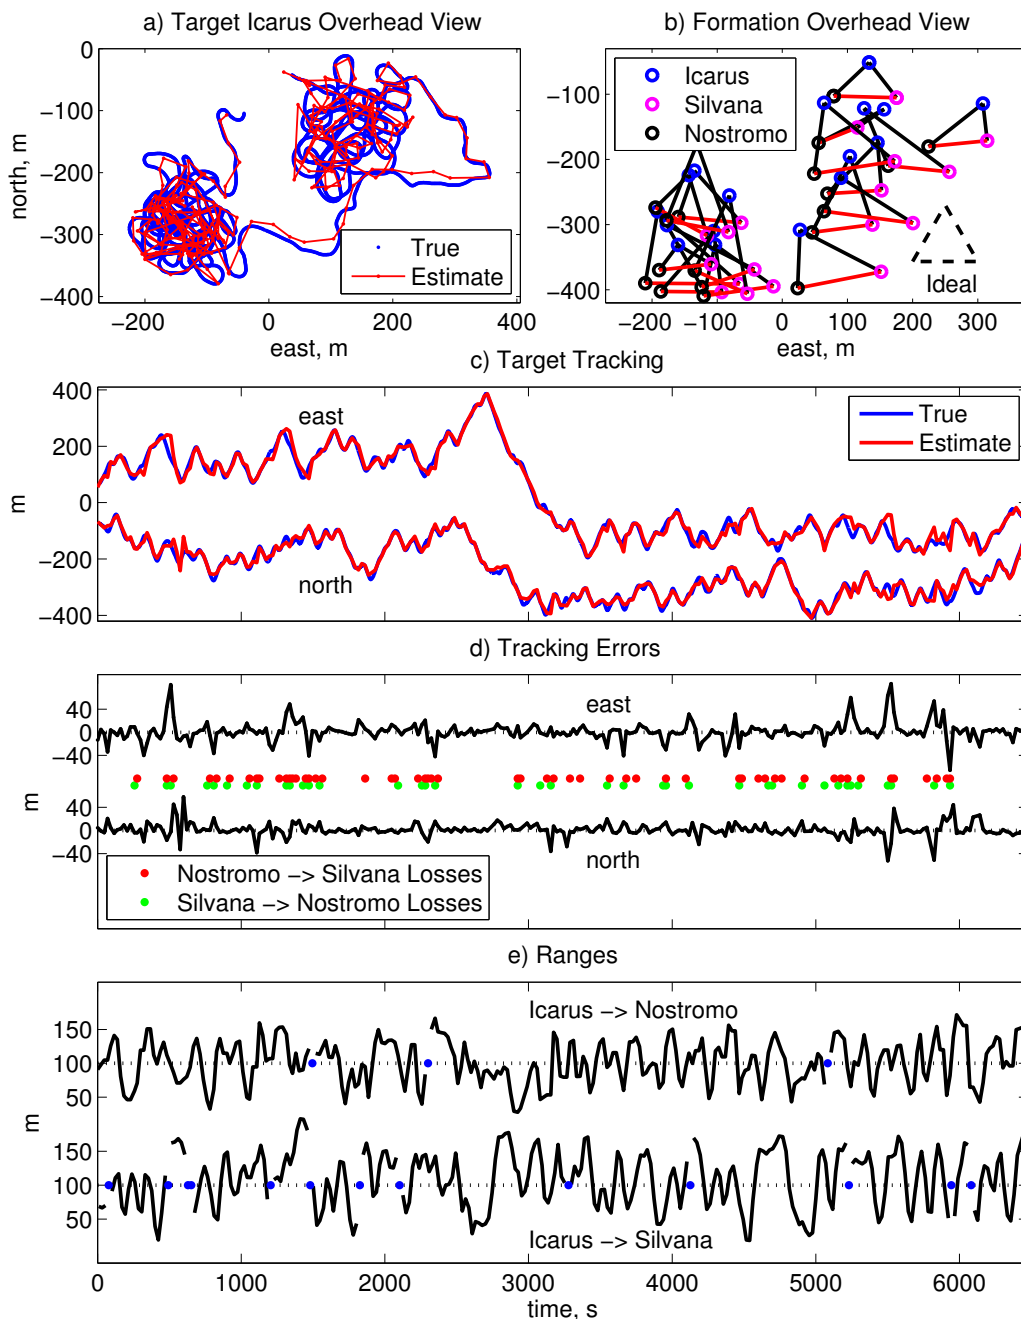 a) Target Icarus Overhead View
0
−100
−200
−300
−400
north, m
−200
0
200
400
east, m
True
Estimate
b) Formation Overhead View
−100
−200
−300
−400
−200
−100
0
100
200
300
east, m
Icarus
Silvana
Nostromo
Ideal
c) Target Tracking
400
200
0
−200
−400
m
east
north
True
Estimate
d) Tracking Errors
40
0
−40
40
0
−40
m
east
north
Nostromo −> Silvana Losses
Silvana −> Nostromo Losses
e) Ranges
150
100
50
150
100
50
m
Icarus −> Nostromo
Icarus −> Silvana
0
1000
2000
3000
4000
5000
6000
time, s